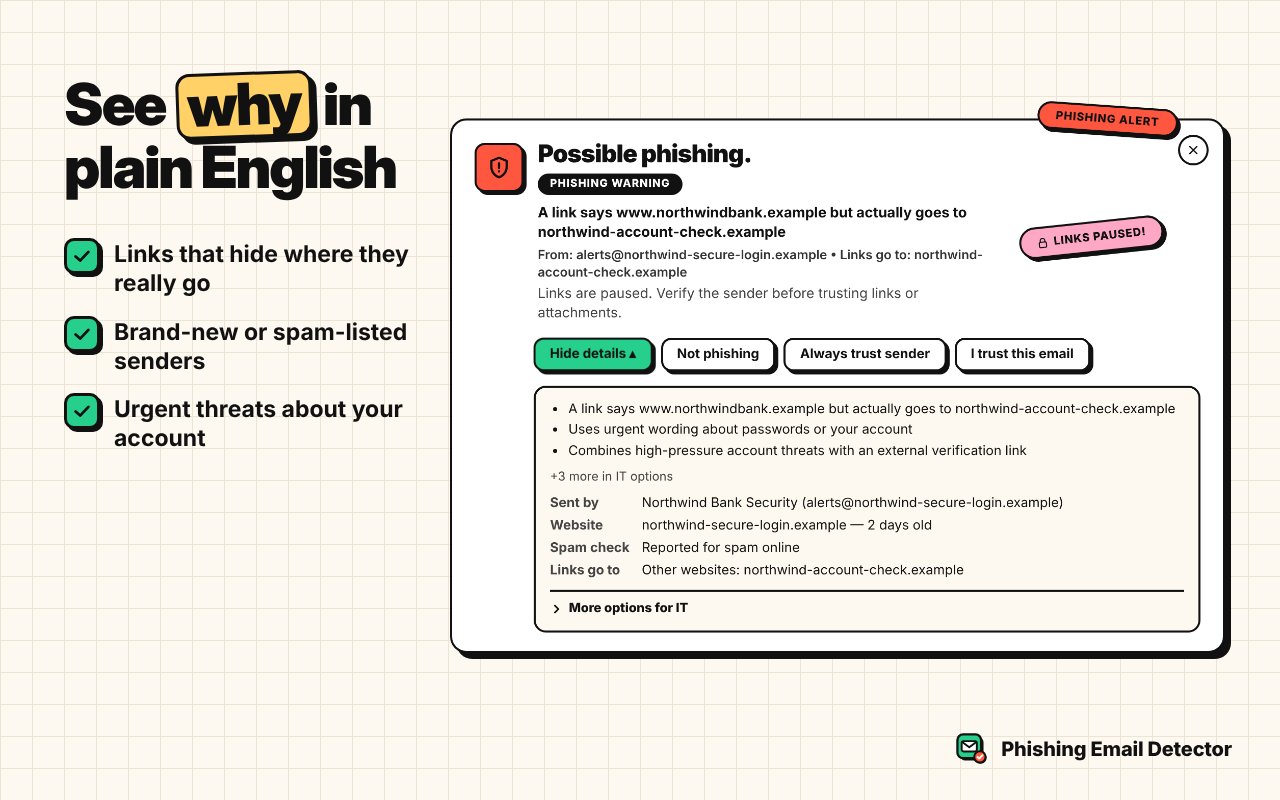 See why in
plain English
Links that hide where they
really go
Brand-new or spam-listed
senders
Urgent threats about your
account
PHISHING ALERT
Possible phishing.
PHISHING WARNING
A link says www.northwindbank.example but actually goes to
northwind-account-check.example
From: alerts@northwind-secure-login.example • Links go to: northwind-
account-check.example
Links are paused. Verify the sender before trusting links or
attachments.
LINKS PAUSED!
Hide details ▴
Not phishing
Always trust sender
I trust this email
• A link says www.northwindbank.example but actually goes to northwind-account-check.example
• Uses urgent wording about passwords or your account
• Combines high-pressure account threats with an external verification link
+3 more in IT options
Sent by Northwind Bank Security (alerts@northwind-secure-login.example)
Website northwind-secure-login.example — 2 days old
Spam check Reported for spam online
Links go to Other websites: northwind-account-check.example
More options for IT
Phishing Email Detector